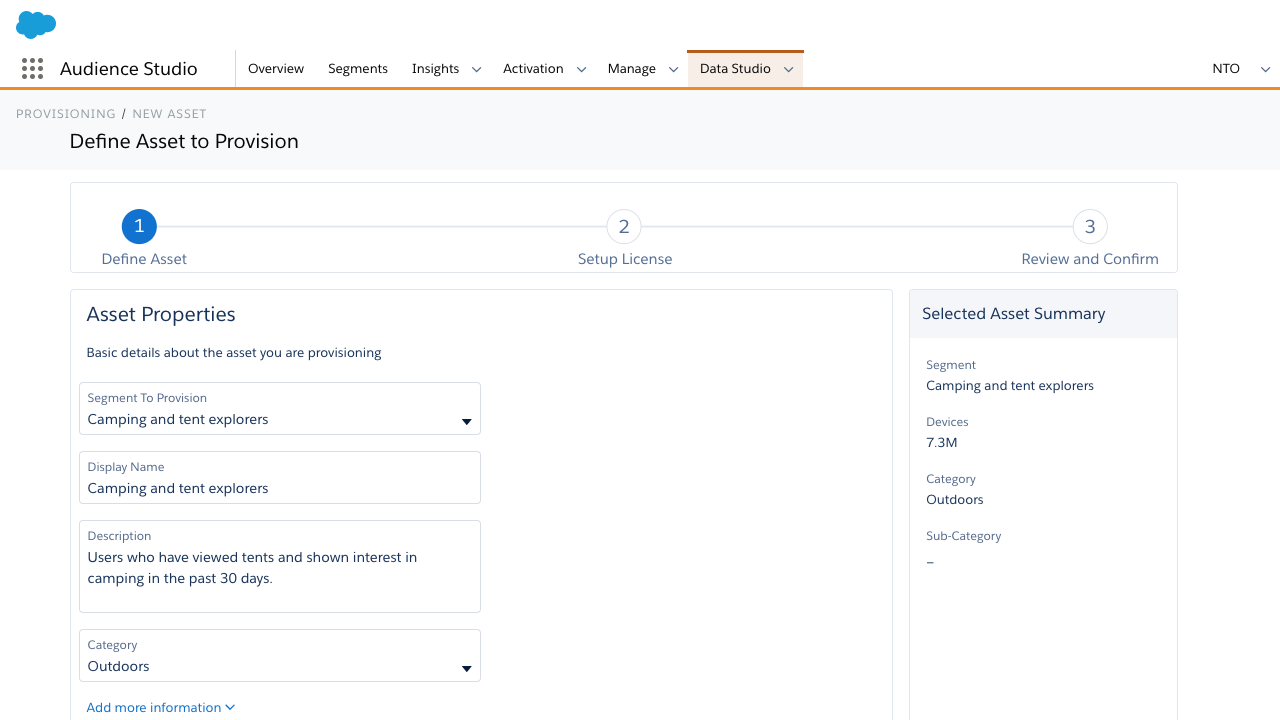 Audience Studio
Overview
Segments
Insights
Activation
Manage
Data Studio
NTO
PROVISIONING / NEW ASSET
Define Asset to Provision
1
2
3
Define Asset
Setup License
Review and Confirm
Asset Properties
Basic details about the asset you are provisioning
Segment To Provision
Camping and tent explorers
Display Name
Camping and tent explorers
Description
Users who have viewed tents and shown interest in
camping in the past 30 days.
Category
Outdoors
Add more information
Selected Asset Summary
Segment
Camping and tent explorers
Devices
7.3M
Category
Outdoors
Sub-Category
–